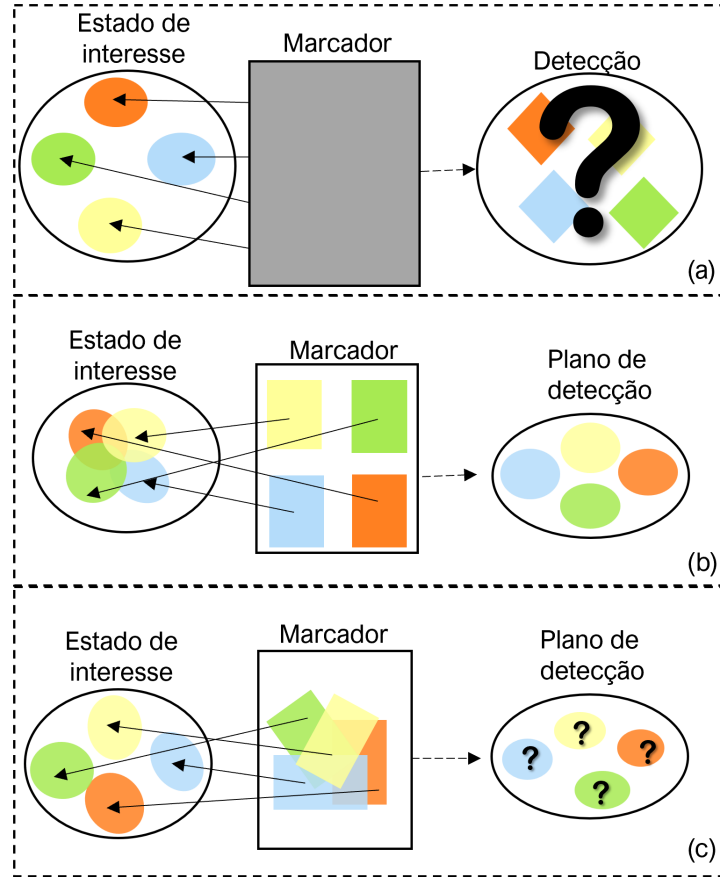 Estado de
interesse
Marcador
Detecção
?
(a)
Estado de
interesse
Marcador
Plano de
detecção
(b)
Estado de
interesse
Marcador
Plano de
detecção
?
?
?
?
(c)